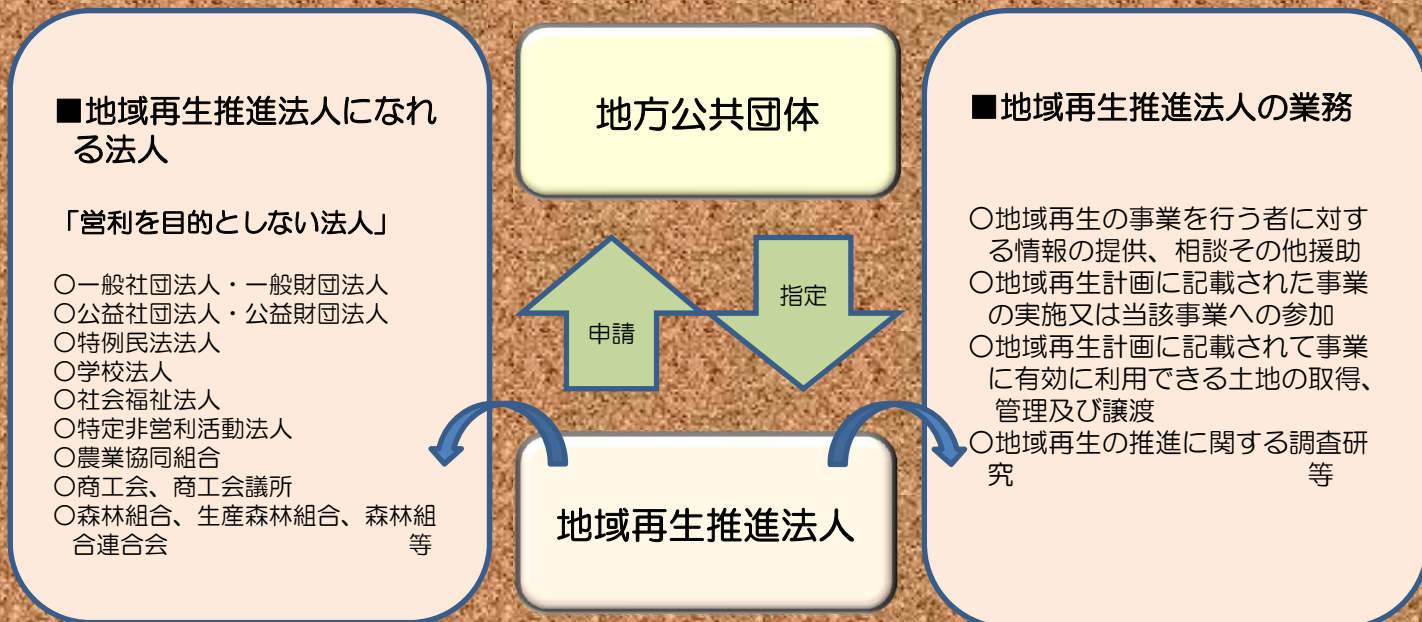 ■地域再生推進法人になれ
る法人
「営利を目的としない法人」
○一般社団法人・一般財団法人
○公益社団法人・公益財団法人
○特例民法法人
○学校法人
○社会福祉法人
○特定非営利活動法人
○農業協同組合
○商工会、商工会議所
○森林組合、生産森林組合、森林組
合連合会 等
地方公共団体
申請
指定
地域再生推進法人
■地域再生推進法人の業務
○地域再生の事業を行う者に対す
る情報の提供、相談その他援助
○地域再生計画に記載された事業
の実施又は当該事業への参加
○地域再生計画に記載されて事業
に有効に利用できる土地の取得、
管理及び譲渡
○地域再生の推進に関する調査研
究 等